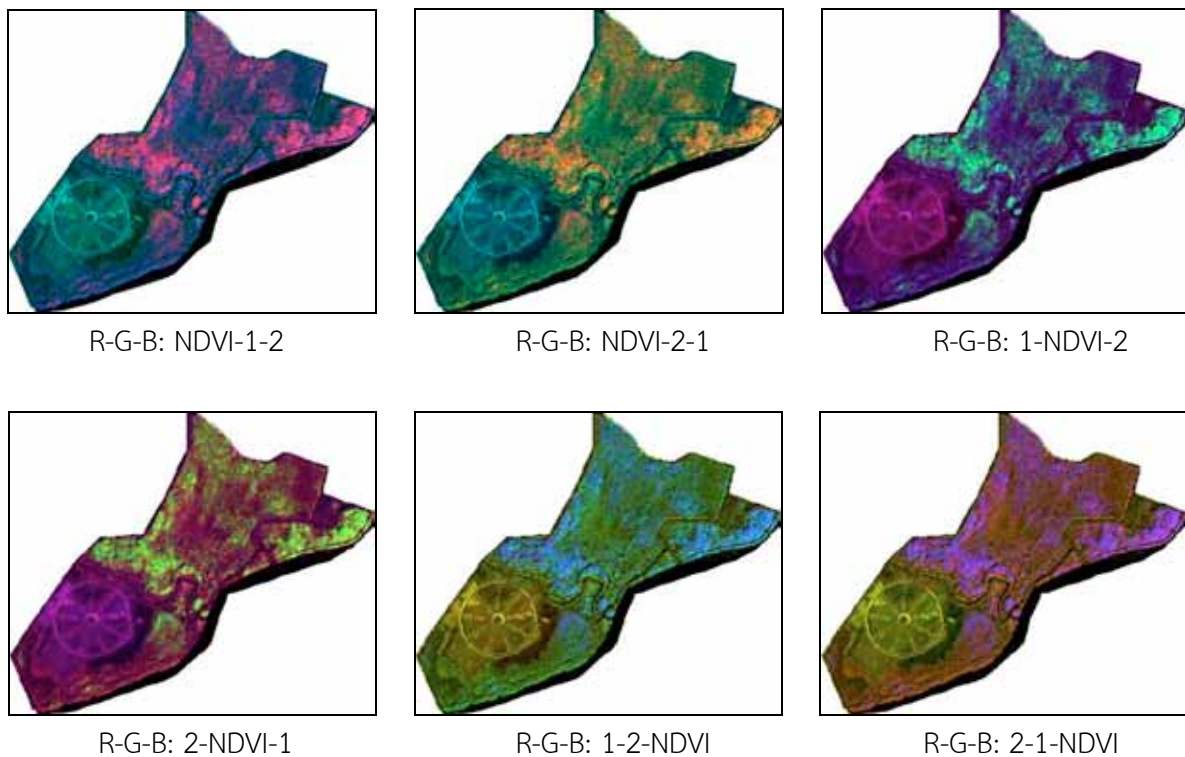 R-G-B: NDVI-1-2
R-G-B: NDVI-2-1
R-G-B: 1-NDVI-2
R-G-B: 2-NDVI-1
R-G-B: 1-2-NDVI
R-G-B: 2-1-NDVI